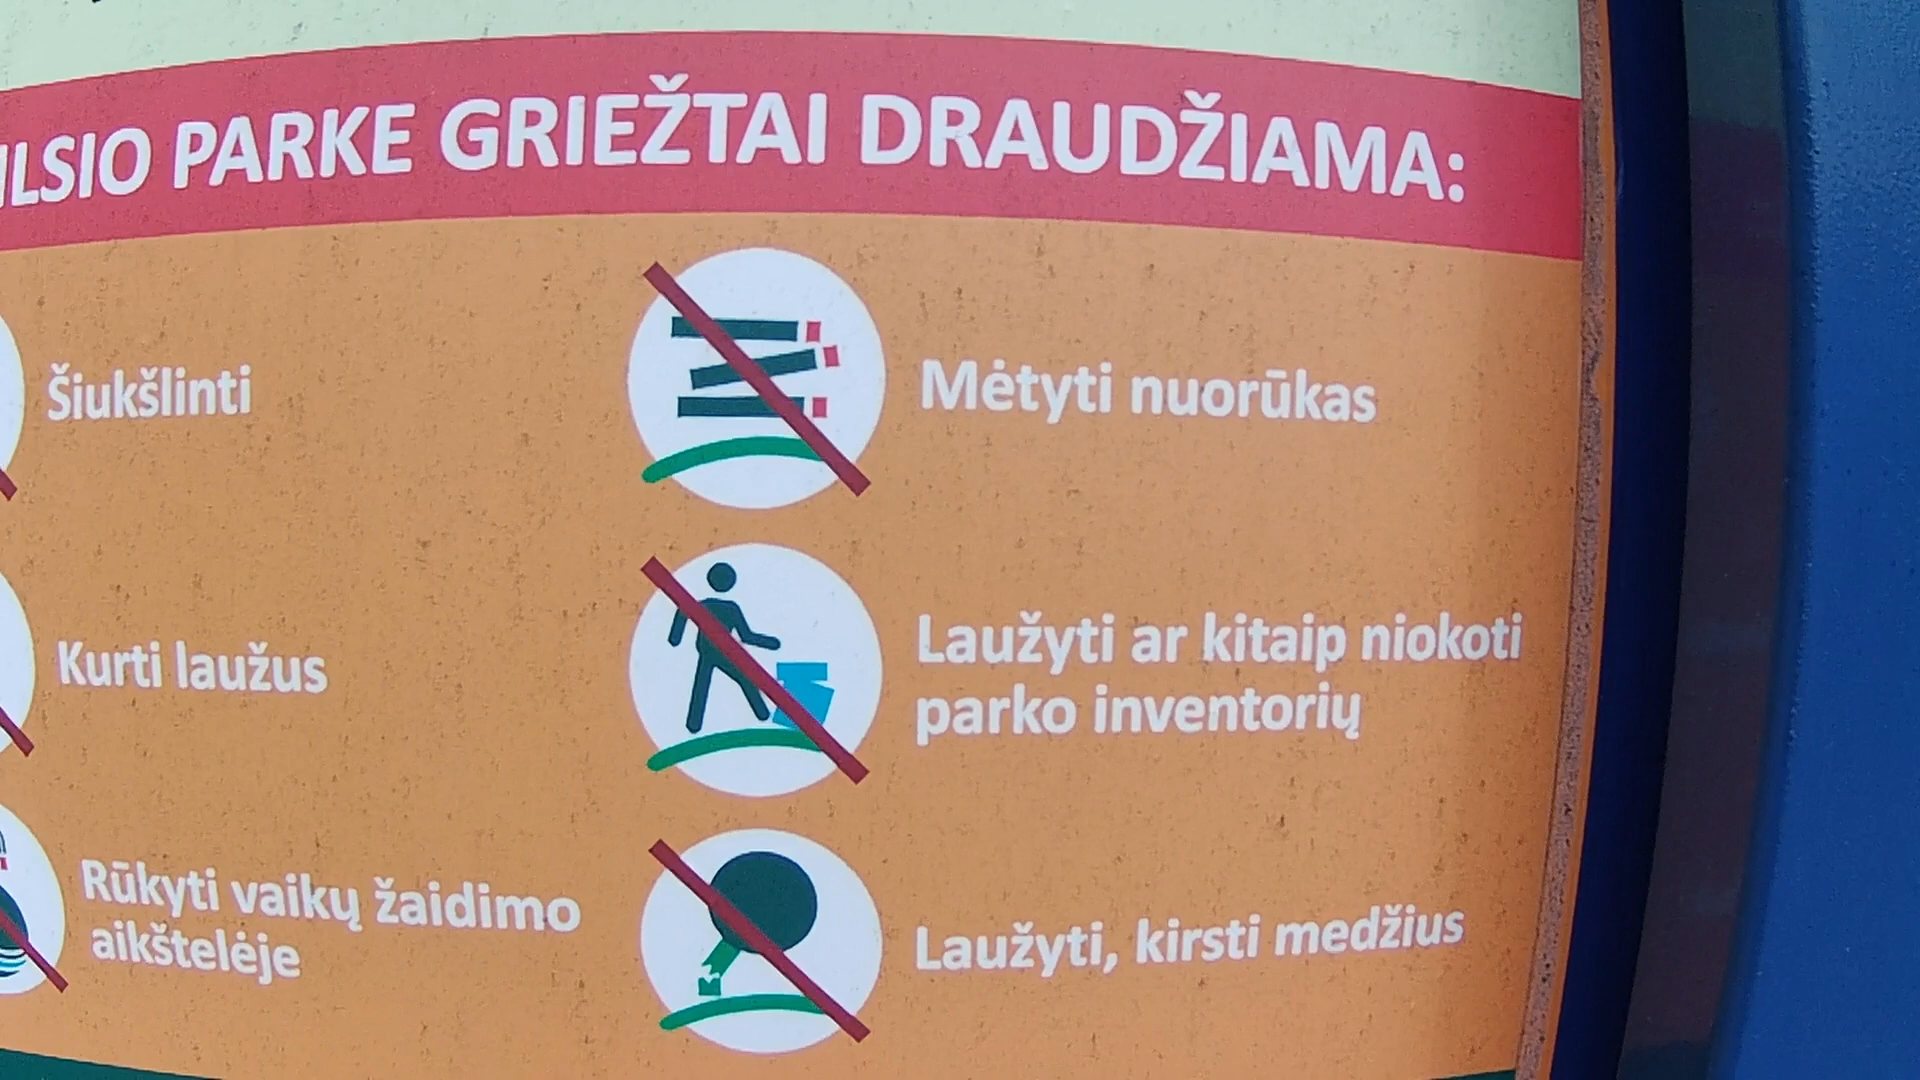 PARKE GRIEŽTAI DRAUDŽIAMA:
Šiukšlinti
Mėtyti nuorūkas
Kurti laužus
Laužyti ar kitaip niokoti
parko inventorių
Rūkyti vaikų žaidimo
aikštelėje
Laužyti, kirsti medžius